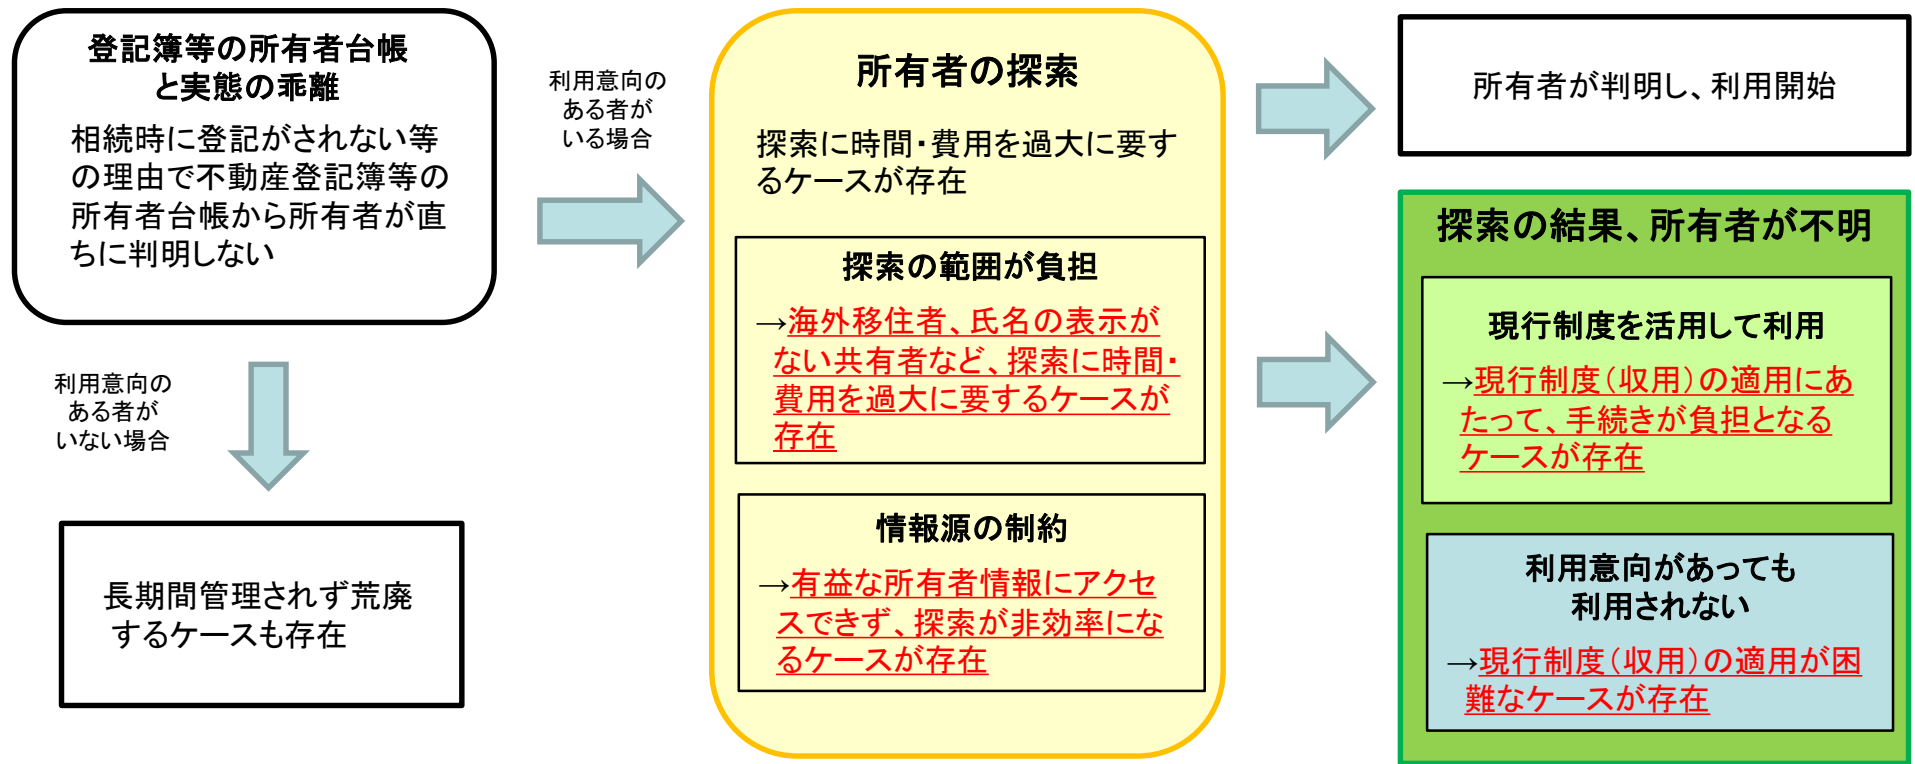 登記簿等の所有者台帳
と実態の乖離
相続時に登記がされない等
の理由で不動産登記簿等の
所有者台帳から所有者が直
ちに判明しない
利用意向の
ある者が
いない場合
長期間管理されず荒廃
するケースも存在
利用意向の
ある者が
いる場合
所有者の探索
探索に時間・費用を過大に要す
るケースが存在
探索の範囲が負担
→海外移住者、氏名の表示が
ない共有者など、探索に時間・
費用を過大に要するケースが
存在
情報源の制約
→有益な所有者情報にアクセ
スできず、探索が非効率にな
るケースが存在
所有者が判明し、利用開始
探索の結果、所有者が不明
現行制度を活用して利用
→現行制度(収用)の適用にあ
たって、手続きが負担となる
ケースが存在
利用意向があっても
利用されない
→現行制度(収用)の適用が困
難なケースが存在